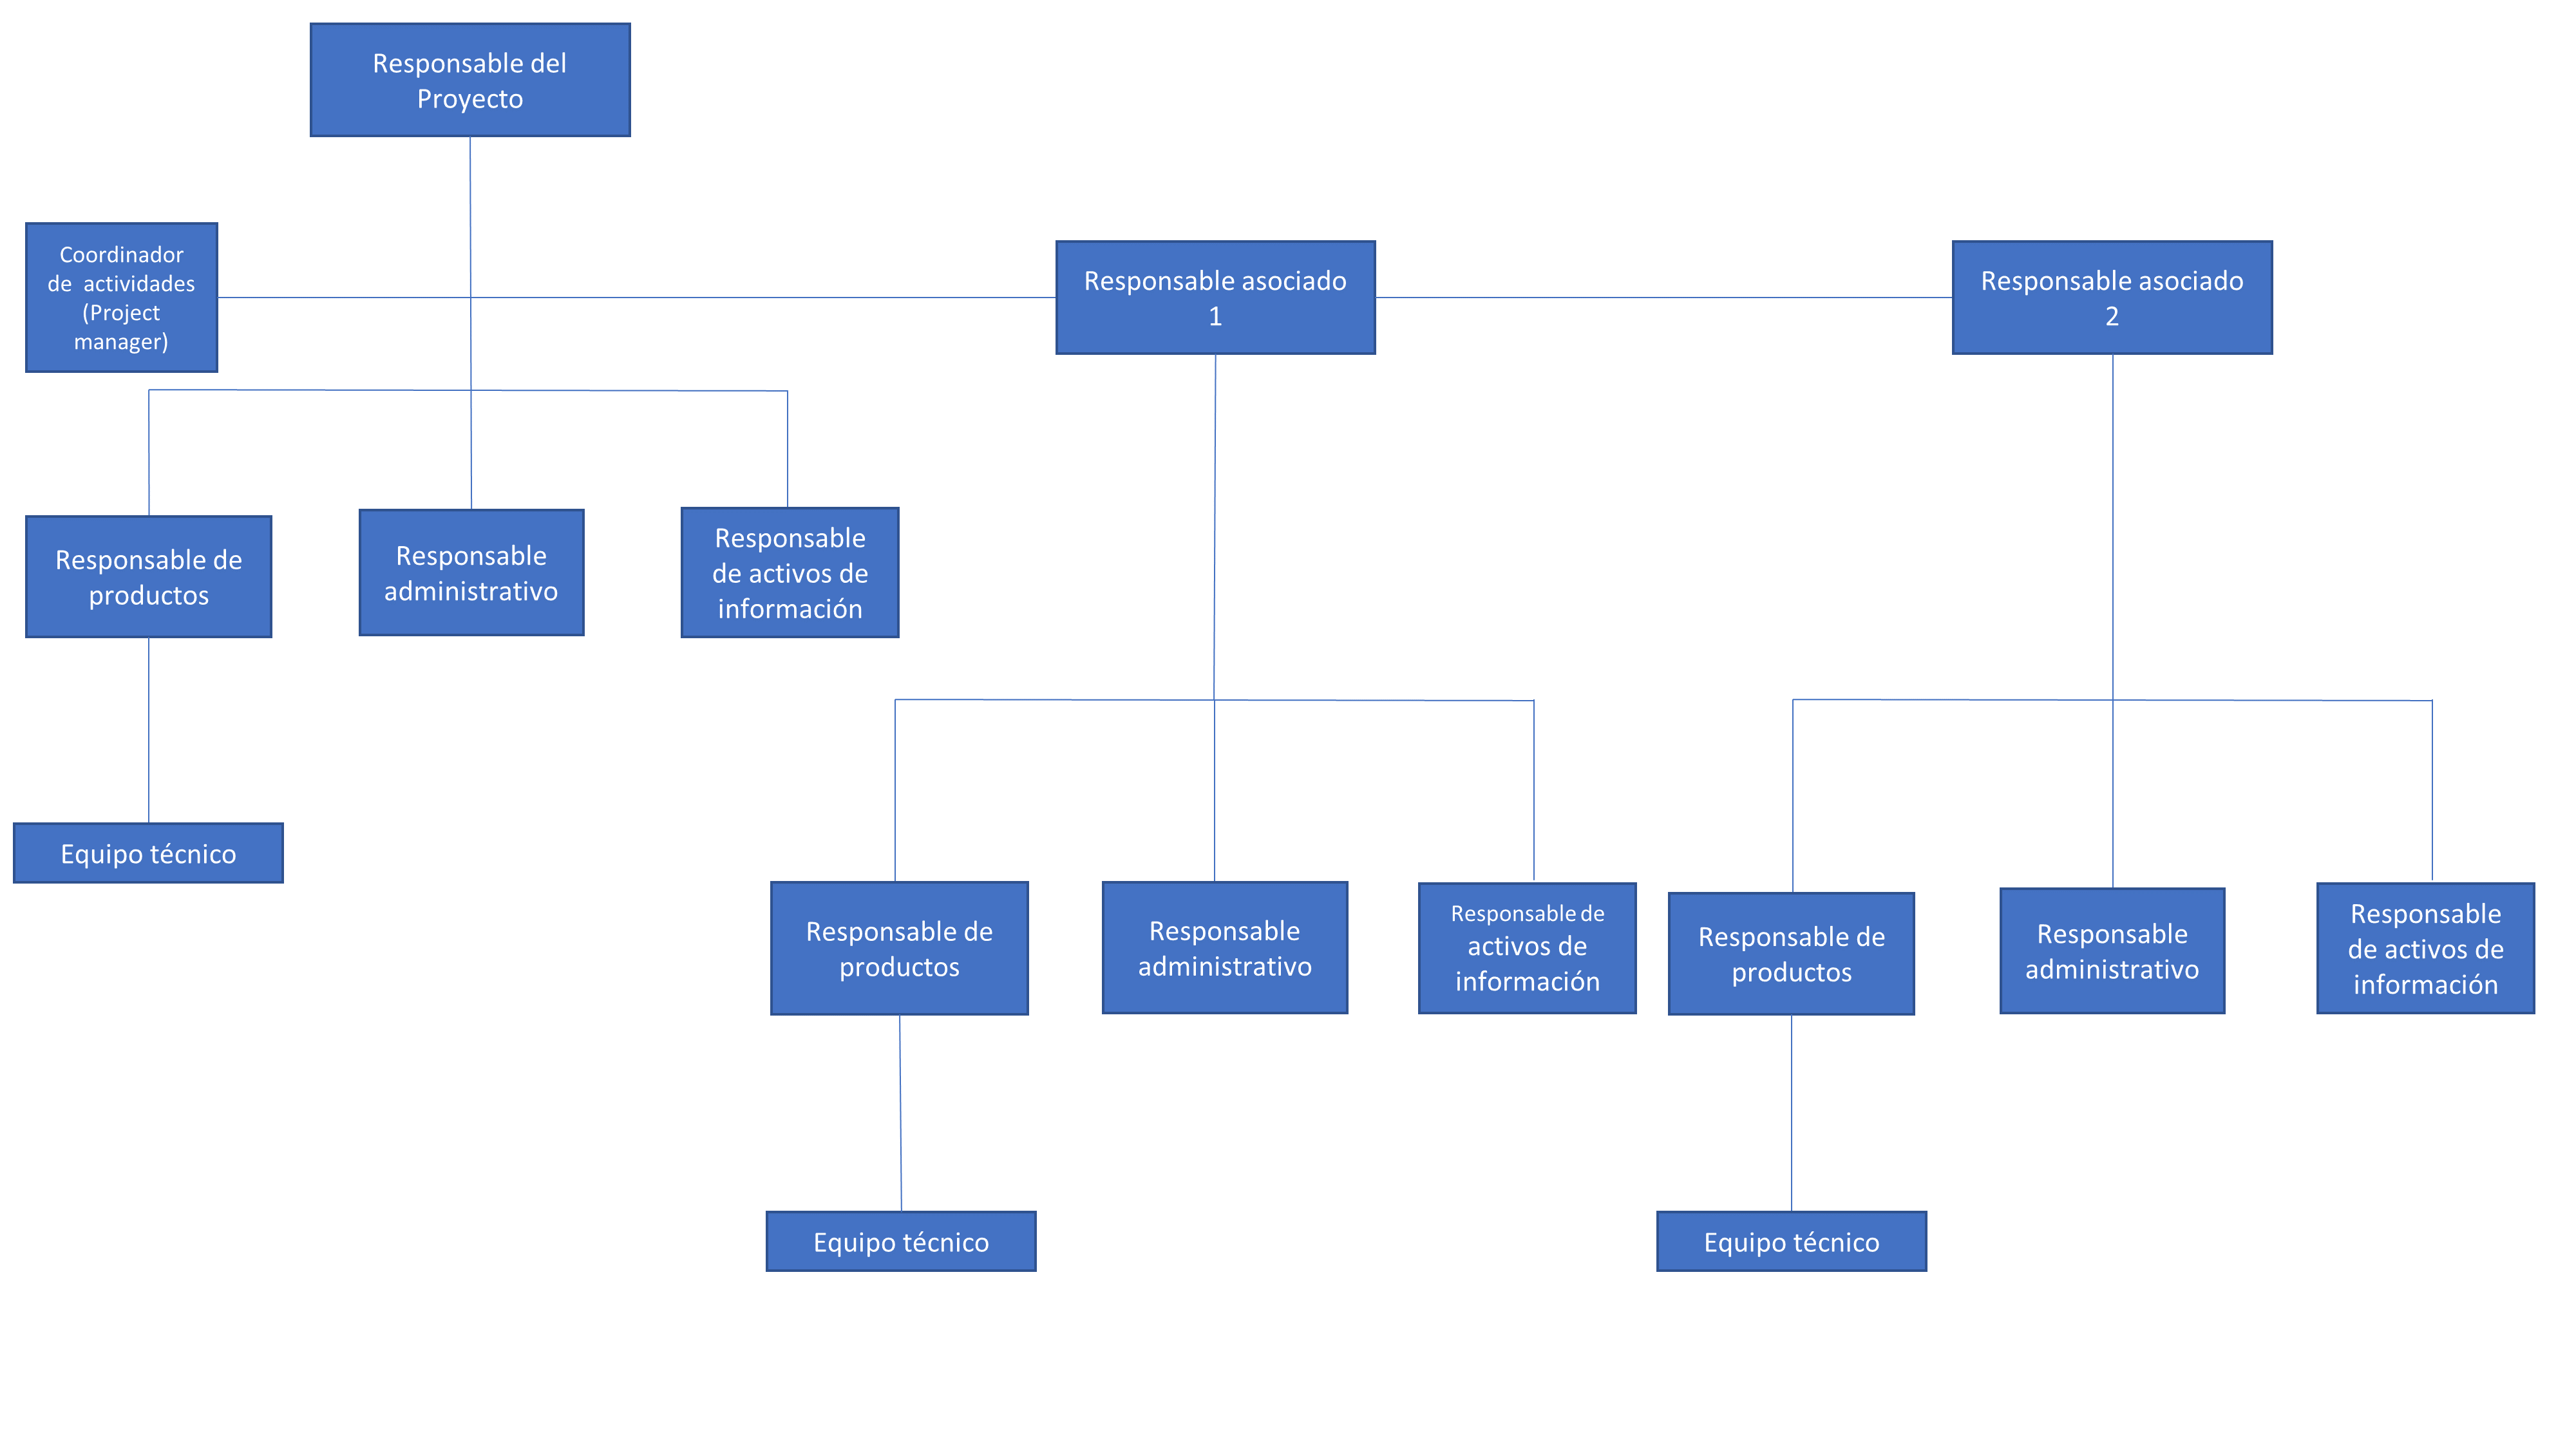 Responsable del
Proyecto
Coordinador
de actividades
(Project
manager)
Responsable asociado
1
Responsable asociado
2
Responsable de
productos
Responsable
administrativo
Responsable
de activos de
información
Equipo técnico
Responsable de
productos
Responsable
administrativo
Responsable de
activos de
información
Responsable de
productos
Responsable
administrativo
Responsable
de activos de
información
Equipo técnico
Equipo técnico